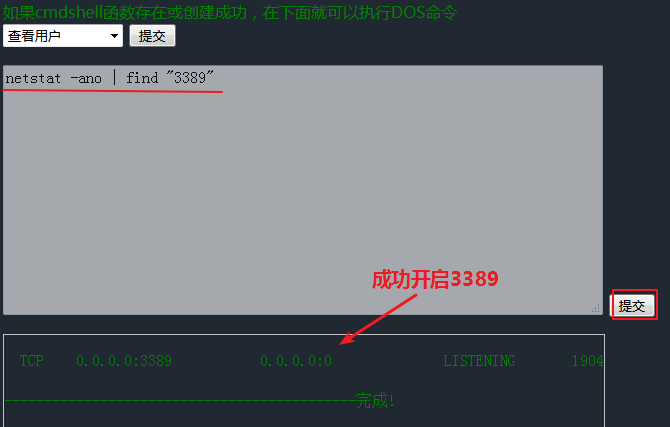 如果cmdshell函数存在或创建成功，在下面就可以执行DOS命令
查看用户 提交
netstat -ano | find "3389"
成功开启3389
提交
TCP 0.0.0.0:3389 0.0.0.0:0 LISTENING 1904
--------------------------------------------完成!